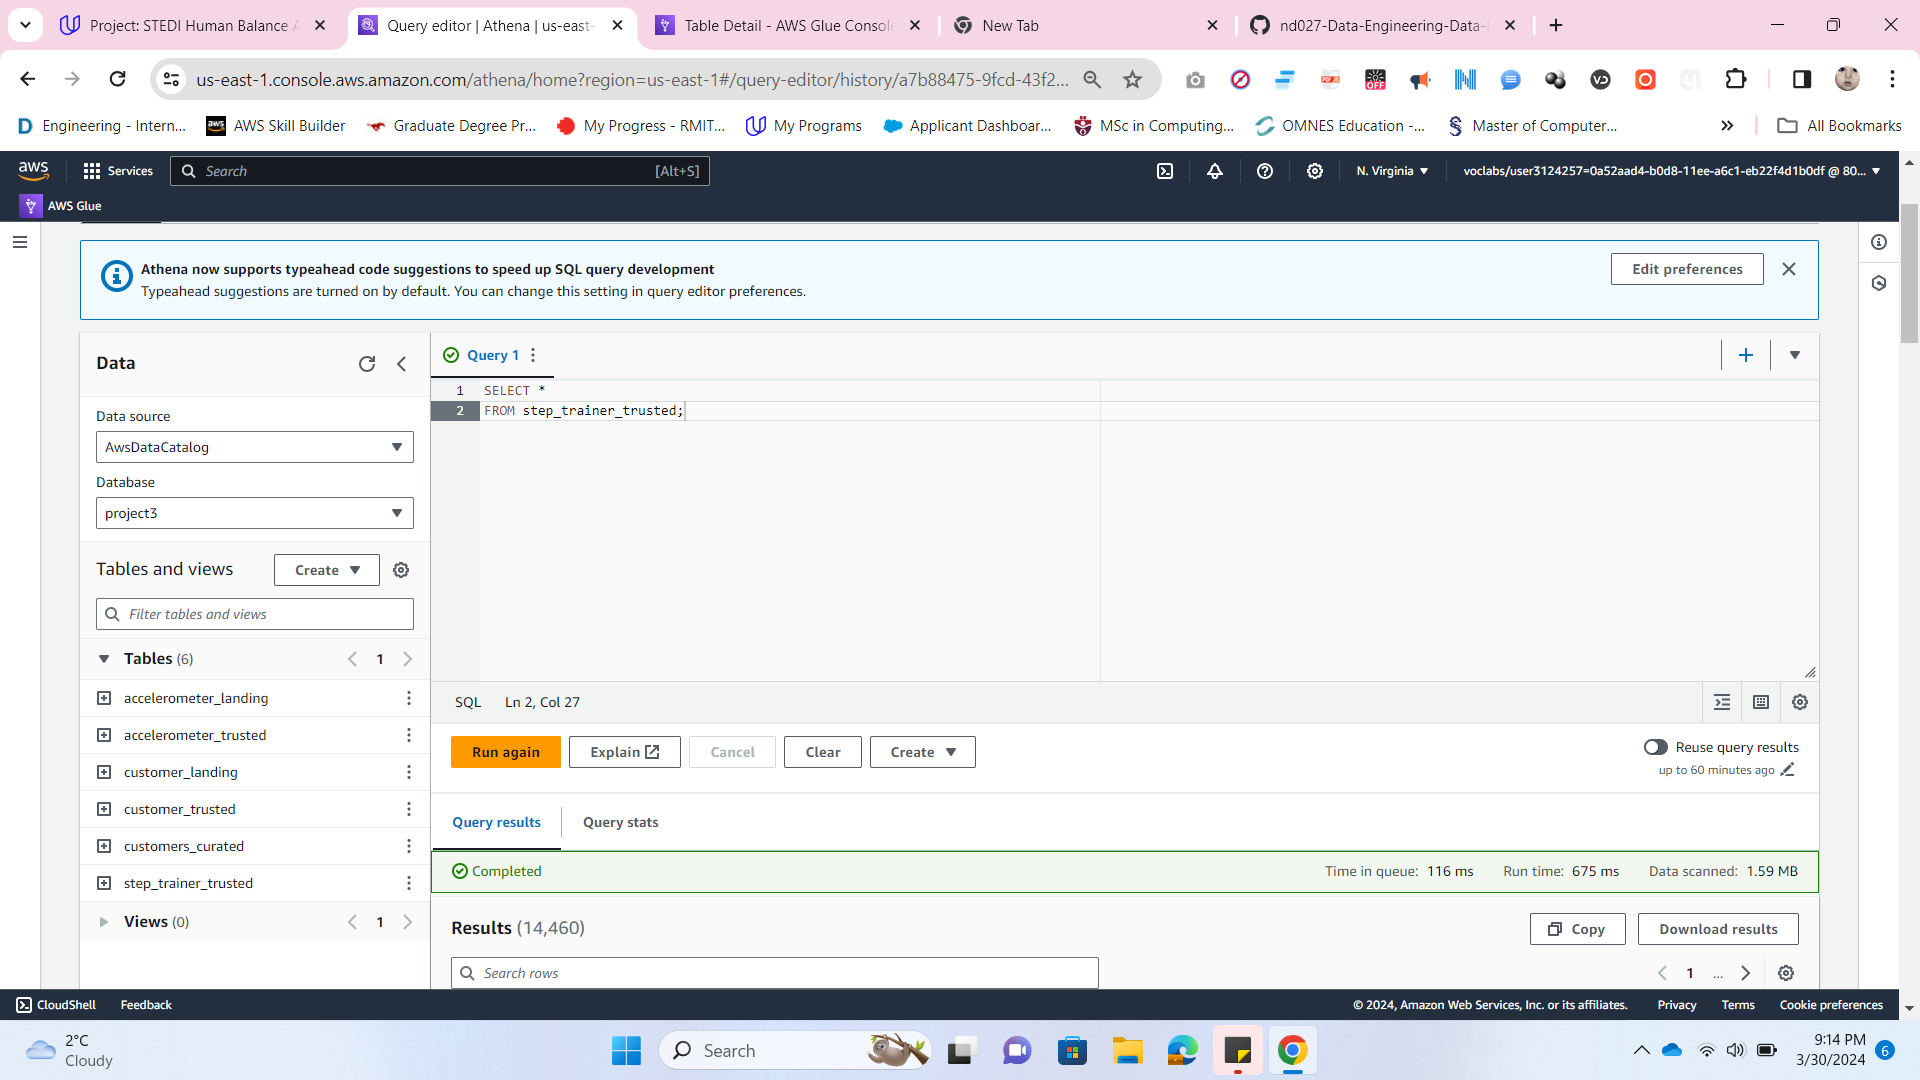 Project: STEDI Human Balance A
Query editor | Athena | us-east-
Table Detail - AWS Glue Console
New Tab
nd027-Data-Engineering-Data-
us-east-1.console.aws.amazon.com/athena/home?region=us-east-1#/query-editor/history/a7b88475-9fcd-43f2...
Engineering - Intern...
AWS Skill Builder
Graduate Degree Pr...
My Progress - RMIT...
My Programs
Applicant Dashboar...
MSc in Computing,...
OMNES Education -...
Master of Computer...
All Bookmarks
aws
Services
Search
[Alt+S]
N. Virginia
voclabs/user3124257=0a52aad4-b0d8-11ee-a6c1-eb22f4d1b0df @ 80...
AWS Glue
Athena now supports typeahead code suggestions to speed up SQL query development
Typeahead suggestions are turned on by default. You can change this setting in query editor preferences.
Edit preferences
Data
Data source
AwsDataCatalog
Database
project3
Tables and views
Create
Filter tables and views
Tables (6)
1
accelerometer_landing
accelerometer_trusted
customer_landing
customer_trusted
customers_curated
step_trainer_trusted
Views (0)
1
Query 1
1 SELECT *
2 FROM step_trainer_trusted;
SQL
Ln 2, Col 27
Run again
Explain
Cancel
Clear
Create
Reuse query results
up to 60 minutes ago
Query results
Query stats
Completed
Time in queue: 116 ms
Run time: 675 ms
Data scanned: 1.59 MB
Results (14,460)
Copy
Download results
Search rows
1
...
CloudShell
Feedback
© 2024, Amazon Web Services, Inc. or its affiliates.
Privacy
Terms
Cookie preferences
2°C
Cloudy
Search
9:14 PM
3/30/2024
6